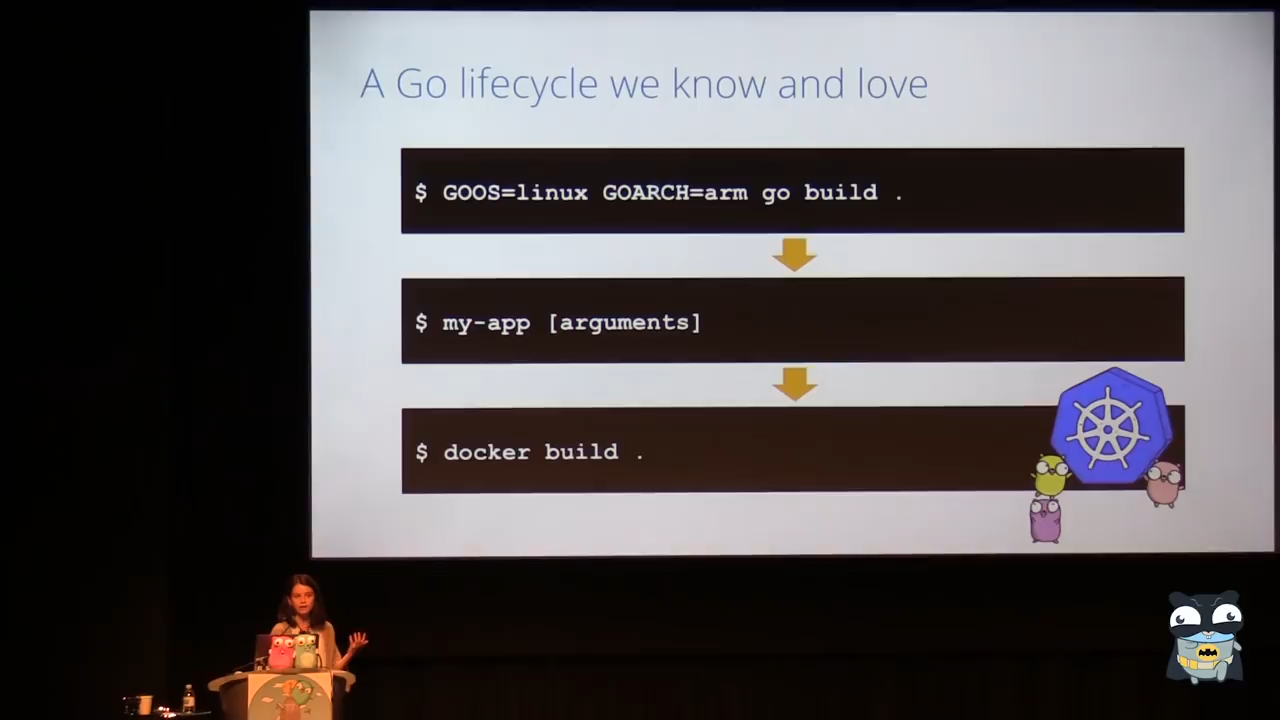 A Go lifecycle we know and love
$ GOOS=linux GOARCH=arm go build .
$ my-app [arguments]
$ docker build .